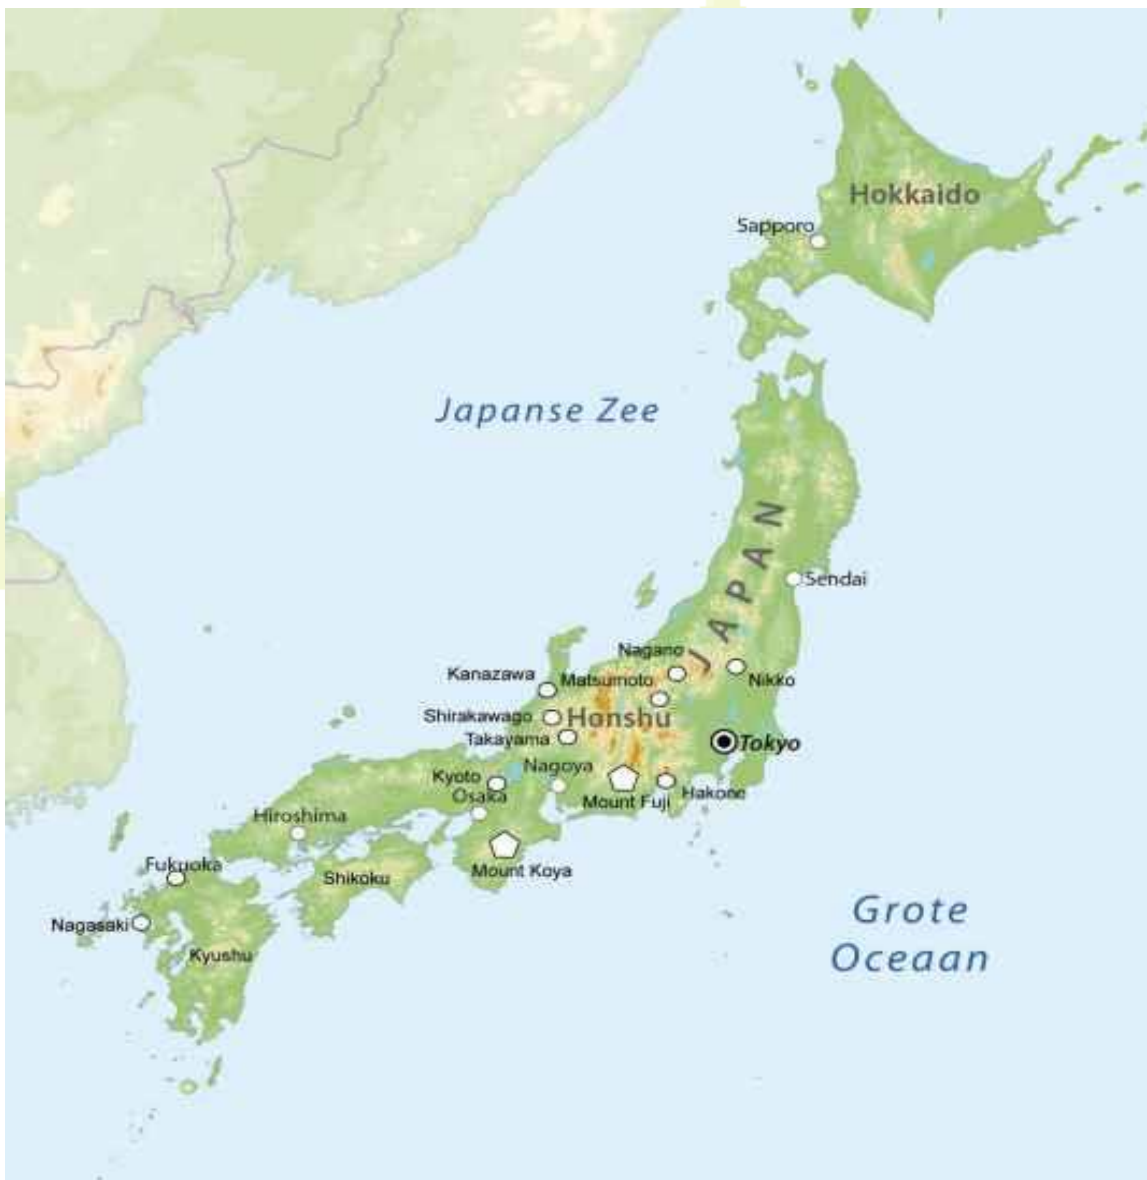 Hokkaido
Sapporo
Japanse Zee
JAPAN
Sendai
Nagano
Nikko
Kanazawa
Matsumoto
Shirakawago
Honshu
Takayama
Tokyo
Nagoya
Kyoto
Osaka
Mount Fuji
Hakone
Hiroshima
Fukuoka
Mount Koya
Shikoku
Nagasaki
Kyushu
Grote
Oceaan